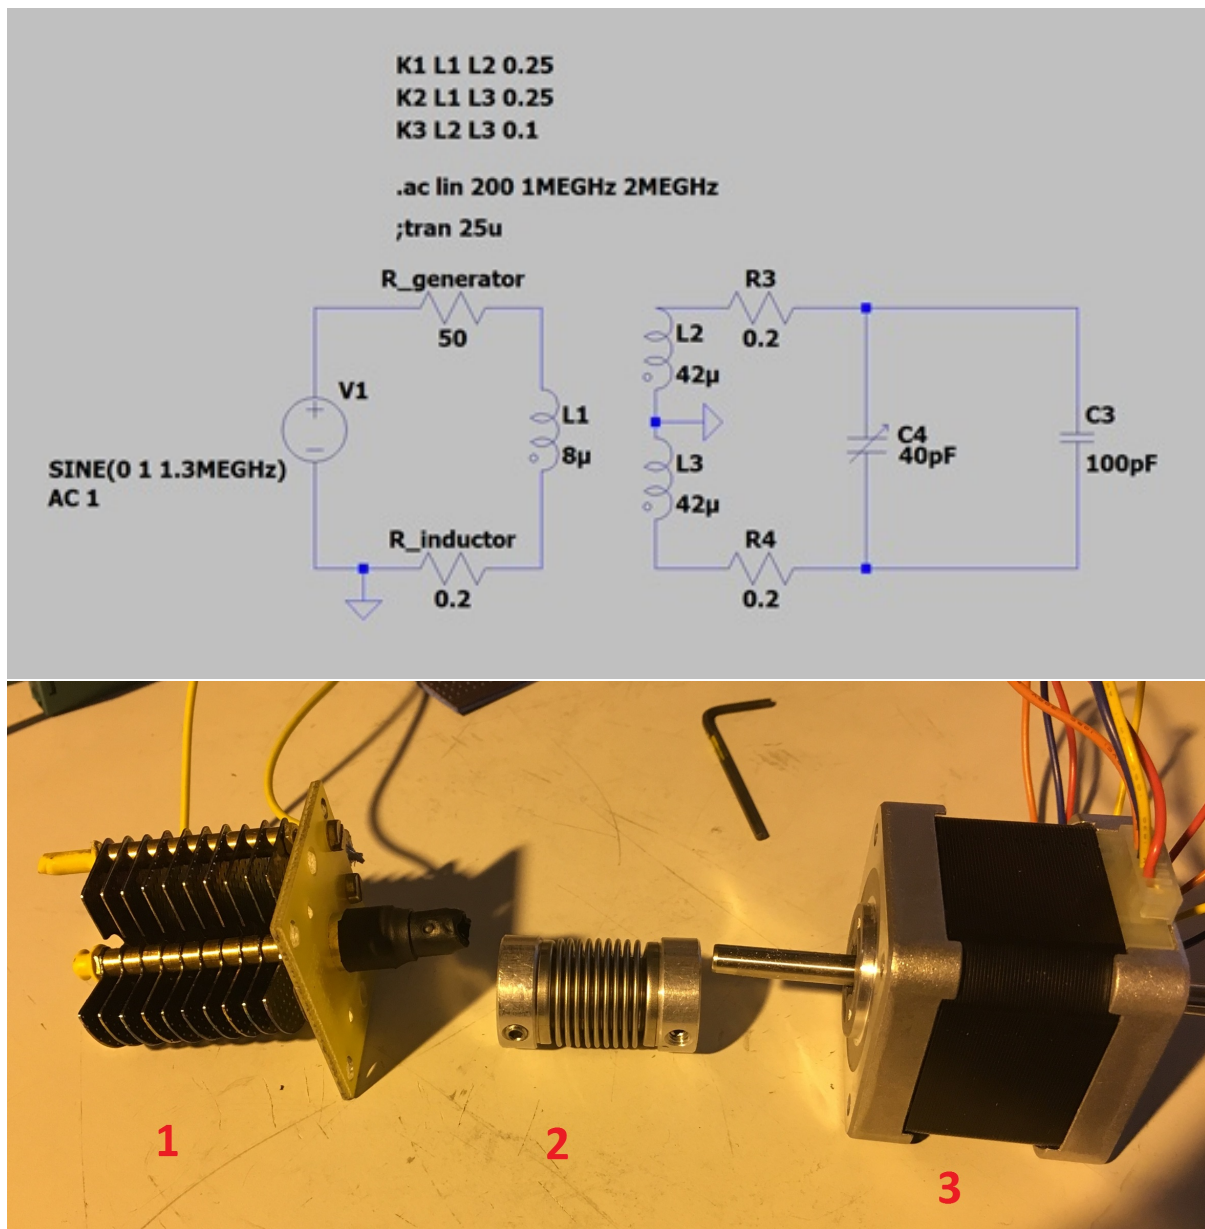 K1 L1 L2 0.25
K2 L1 L3 0.25
K3 L2 L3 0.1
.ac lin 200 1MEGHz 2MEGHz
;tran 25u
R_generator
50
R3
0.2
L2
42µ
V1
L1
8µ
C3
100pF
C4
40pF
SINE(0 1 1.3MEGHz)
AC 1
L3
42µ
R_inductor
0.2
R4
0.2
1
2
3